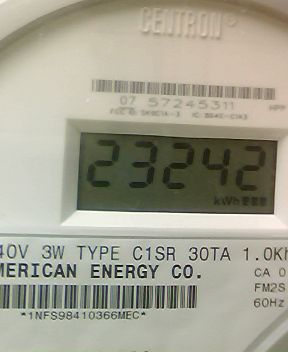 CENTRON®
07 57245311
23242
kWh
40V 3W TYPE C1SR 30TA 1.0Kh
MERICAN ENERGY CO.
CA 0
FM2S
60Hz
*1NFS98410366MEC*